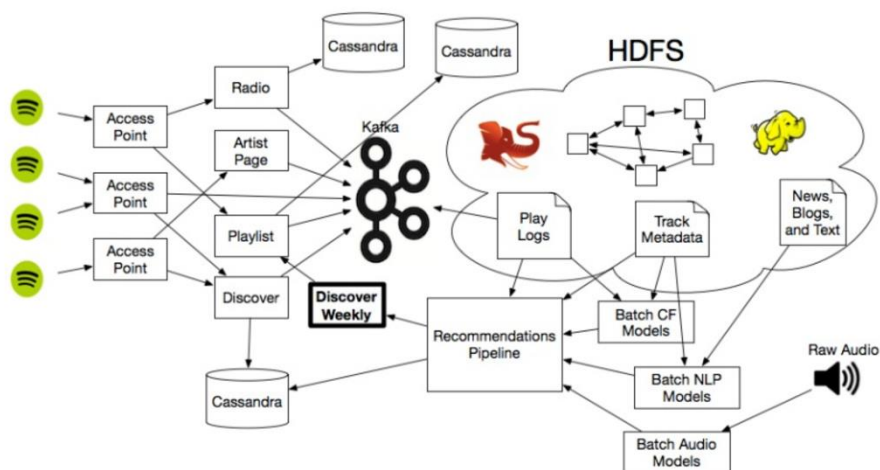 Cassandra
Cassandra
HDFS
Radio
Kafka
Access
Point
Artist
Page
Access
Point
Playlist
Access
Point
Discover
Discover
Weekly
Play
Logs
Track
Metadata
News,
Blogs,
and Text
Recommendations
Pipeline
Batch CF
Models
Raw Audio
Batch NLP
Models
Cassandra
Batch Audio
Models